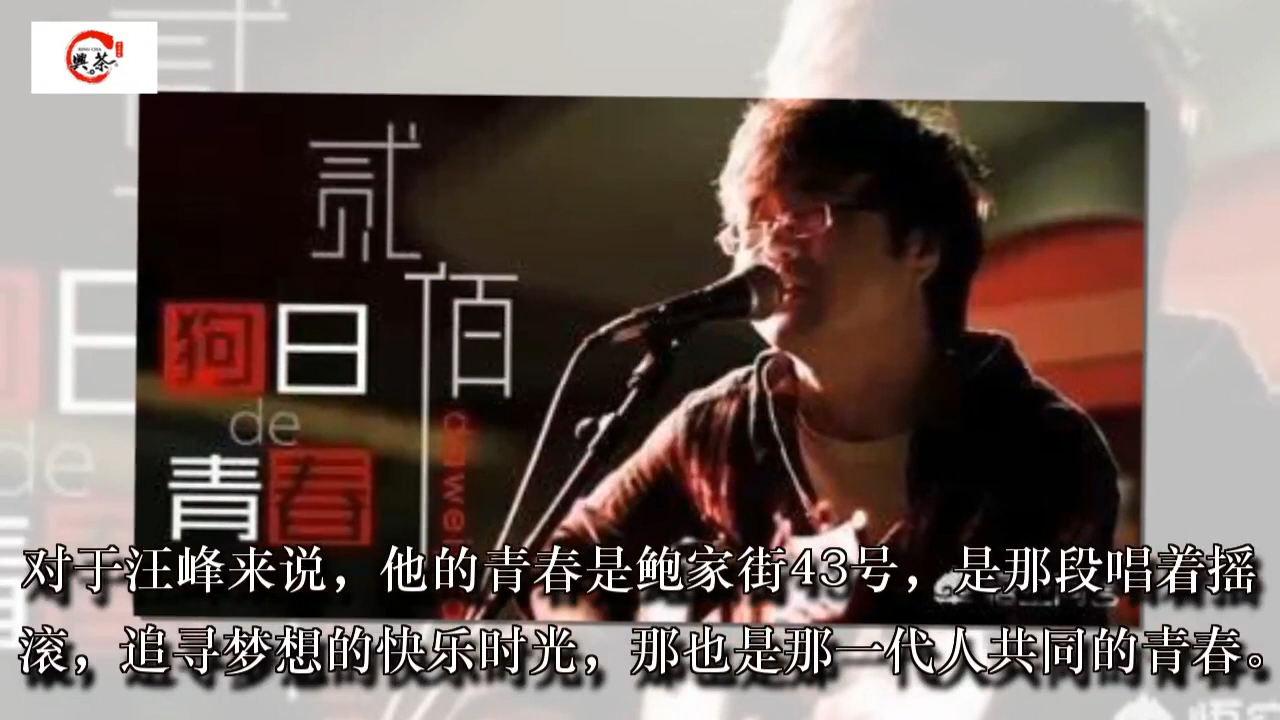 興茶
贰佰
狗日
de
青春
对于汪峰来说，他的青春是鲍家街43号，是那段唱着摇
滚，追寻梦想的快乐时光，那也是那一代人共同的青春。